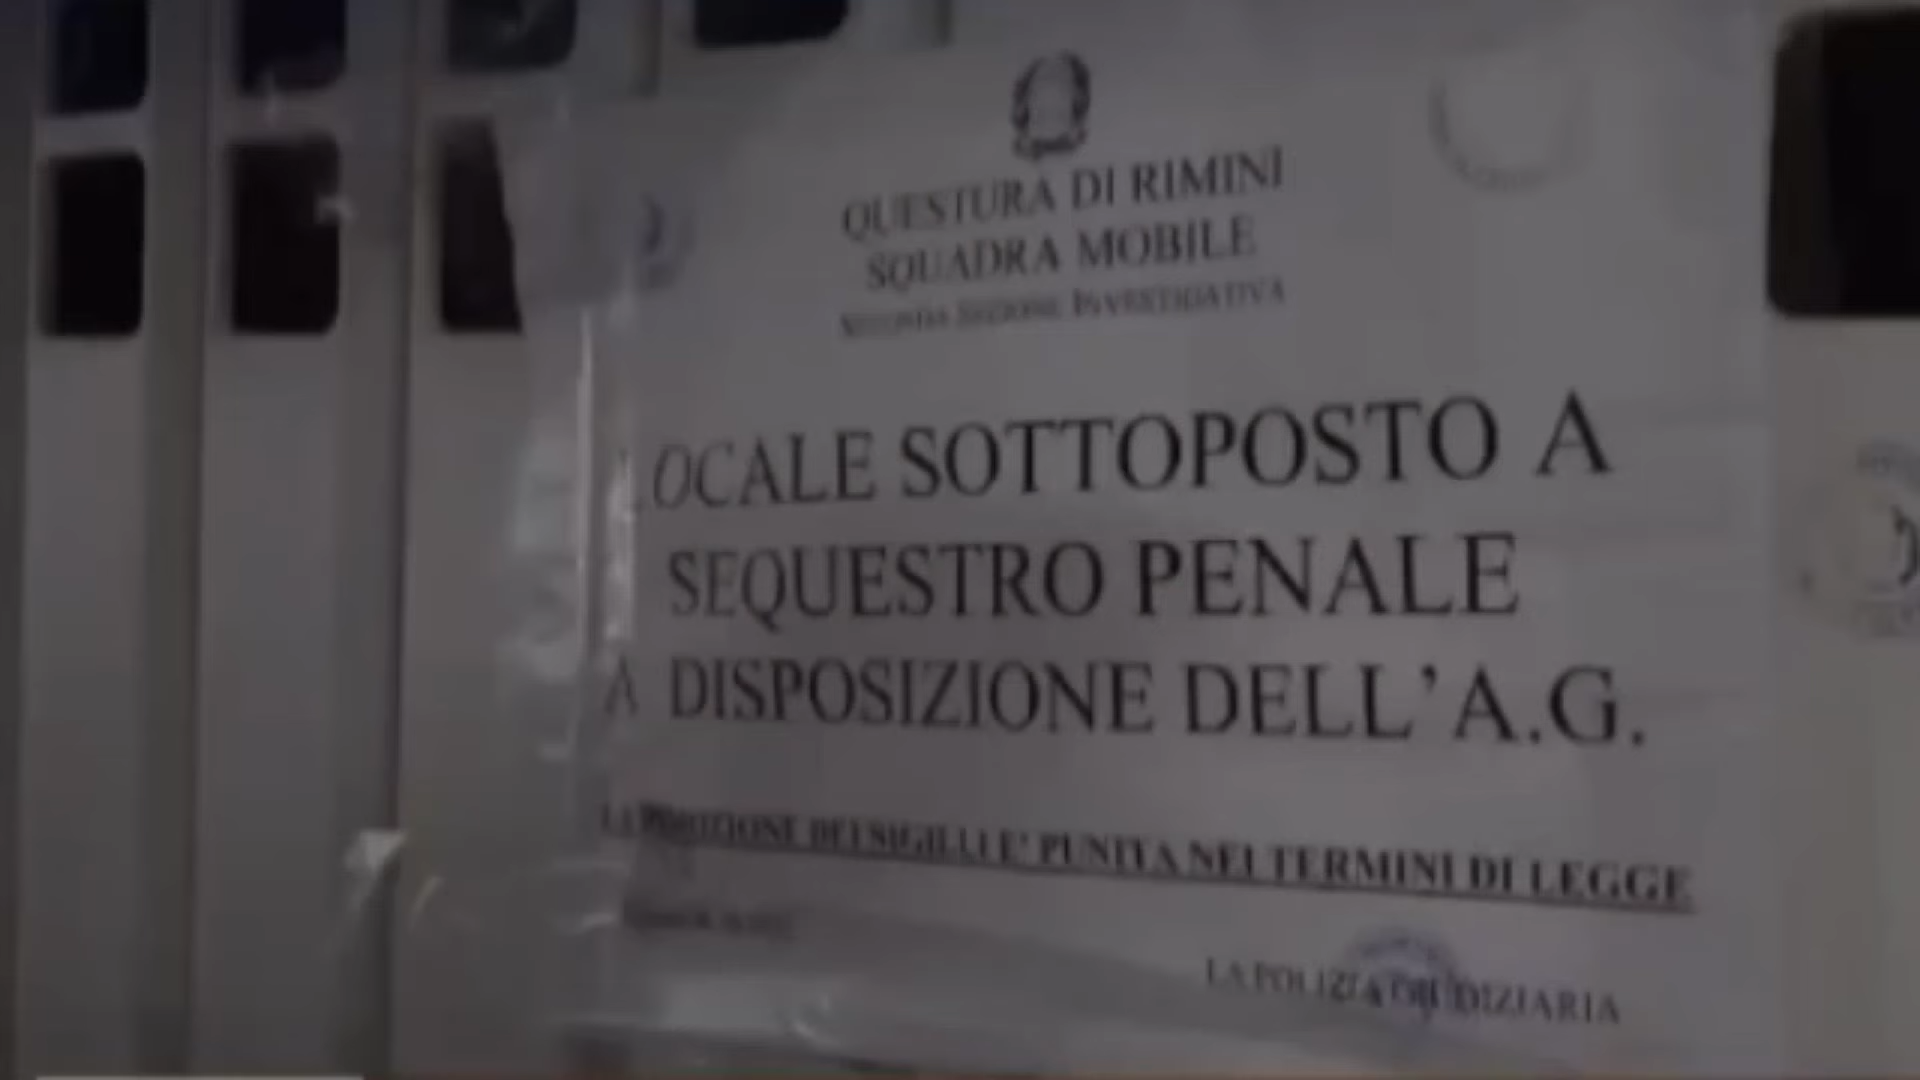 QUESTURA DI RIMINI
SQUADRA MOBILE
SECONDA SEZIONE INVESTIGATIVA
LOCALE SOTTOPOSTO A
SEQUESTRO PENALE
A DISPOSIZIONE DELL'A.G.
LA RIMOZIONE DEI SIGILLI E' PUNITA NEI TERMINI DI LEGGE
LA POLIZIA GIUDIZIARIA